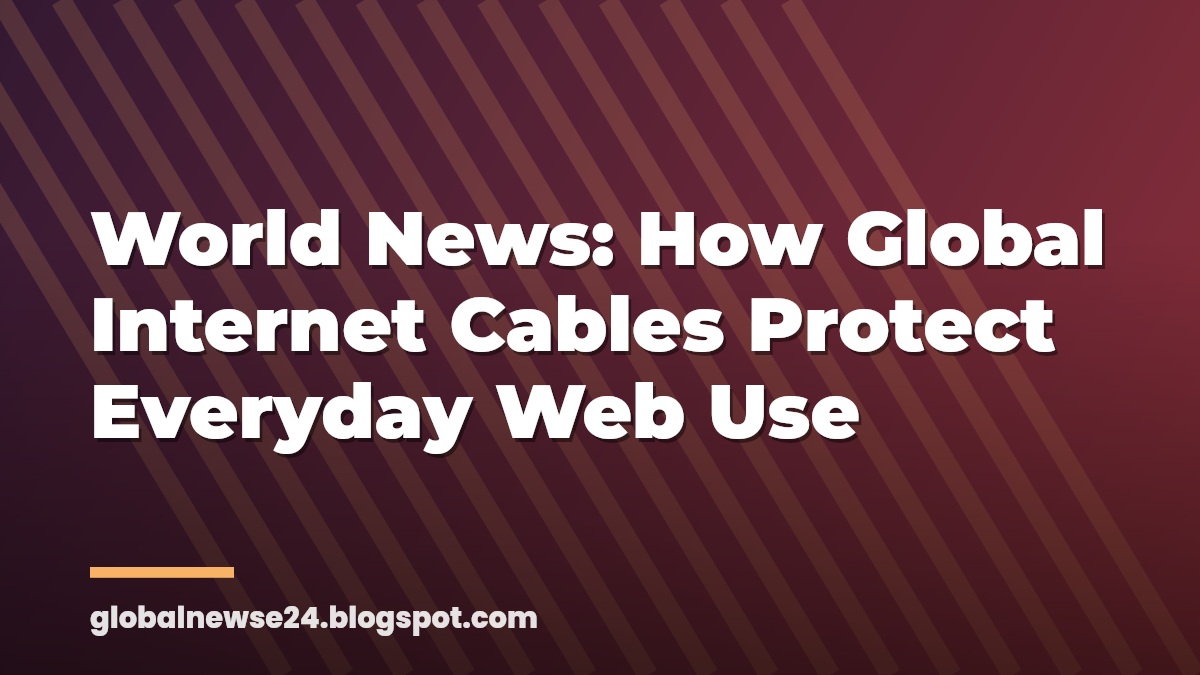 World News: How Global
Internet Cables Protect
Everyday Web Use
globalnewse24.blogspot.com